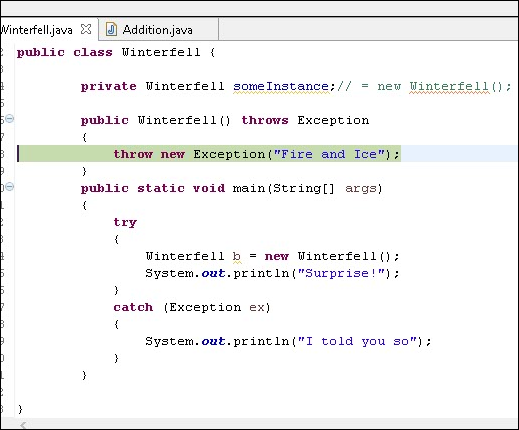 Winterfell.java Addition.java
public class Winterfell {
private Winterfell someInstance;// = new Winterfell();
public Winterfell() throws Exception
{
throw new Exception("Fire and Ice");
}
public static void main(String[] args)
{
try
{
Winterfell b = new Winterfell();
System.out.println("Surprise!");
}
catch (Exception ex)
{
System.out.println("I told you so");
}
}
}